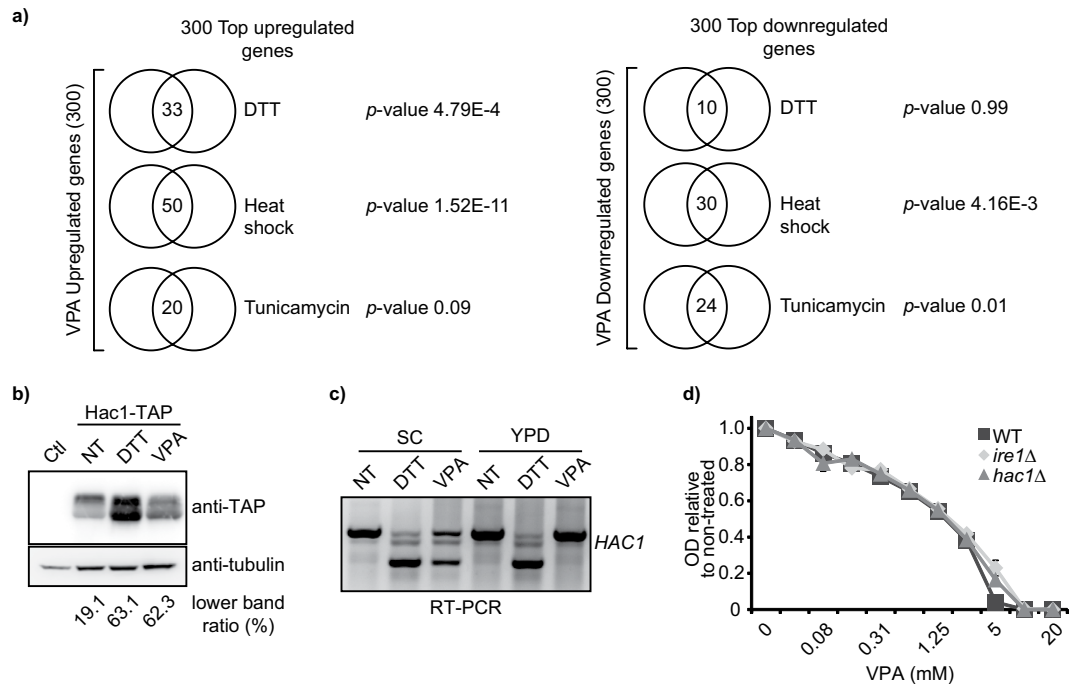 a)
300 Top upregulated
genes
VPA Upregulated genes (300)
33
DTT
p-value 4.79E-4
50
Heat
shock
p-value 1.52E-11
20
Tunicamycin
p-value 0.09
300 Top downregulated
genes
VPA Downregulated genes (300)
10
DTT
p-value 0.99
30
Heat
shock
p-value 4.16E-3
24
Tunicamycin
p-value 0.01
b)
Hac1-TAP
Ctl NT DTT VPA
anti-TAP
anti-tubulin
19.1 63.1 62.3
lower band
ratio (%)
c)
SC YPD
NT DTT VPA NT DTT VPA
HAC1
RT-PCR
d)
WT
ire1Δ
hac1Δ
OD relative
to non-treated
1.0
0.8
0.6
0.4
0.2
0
0 0.08 0.31 1.25 5 20
VPA (mM)